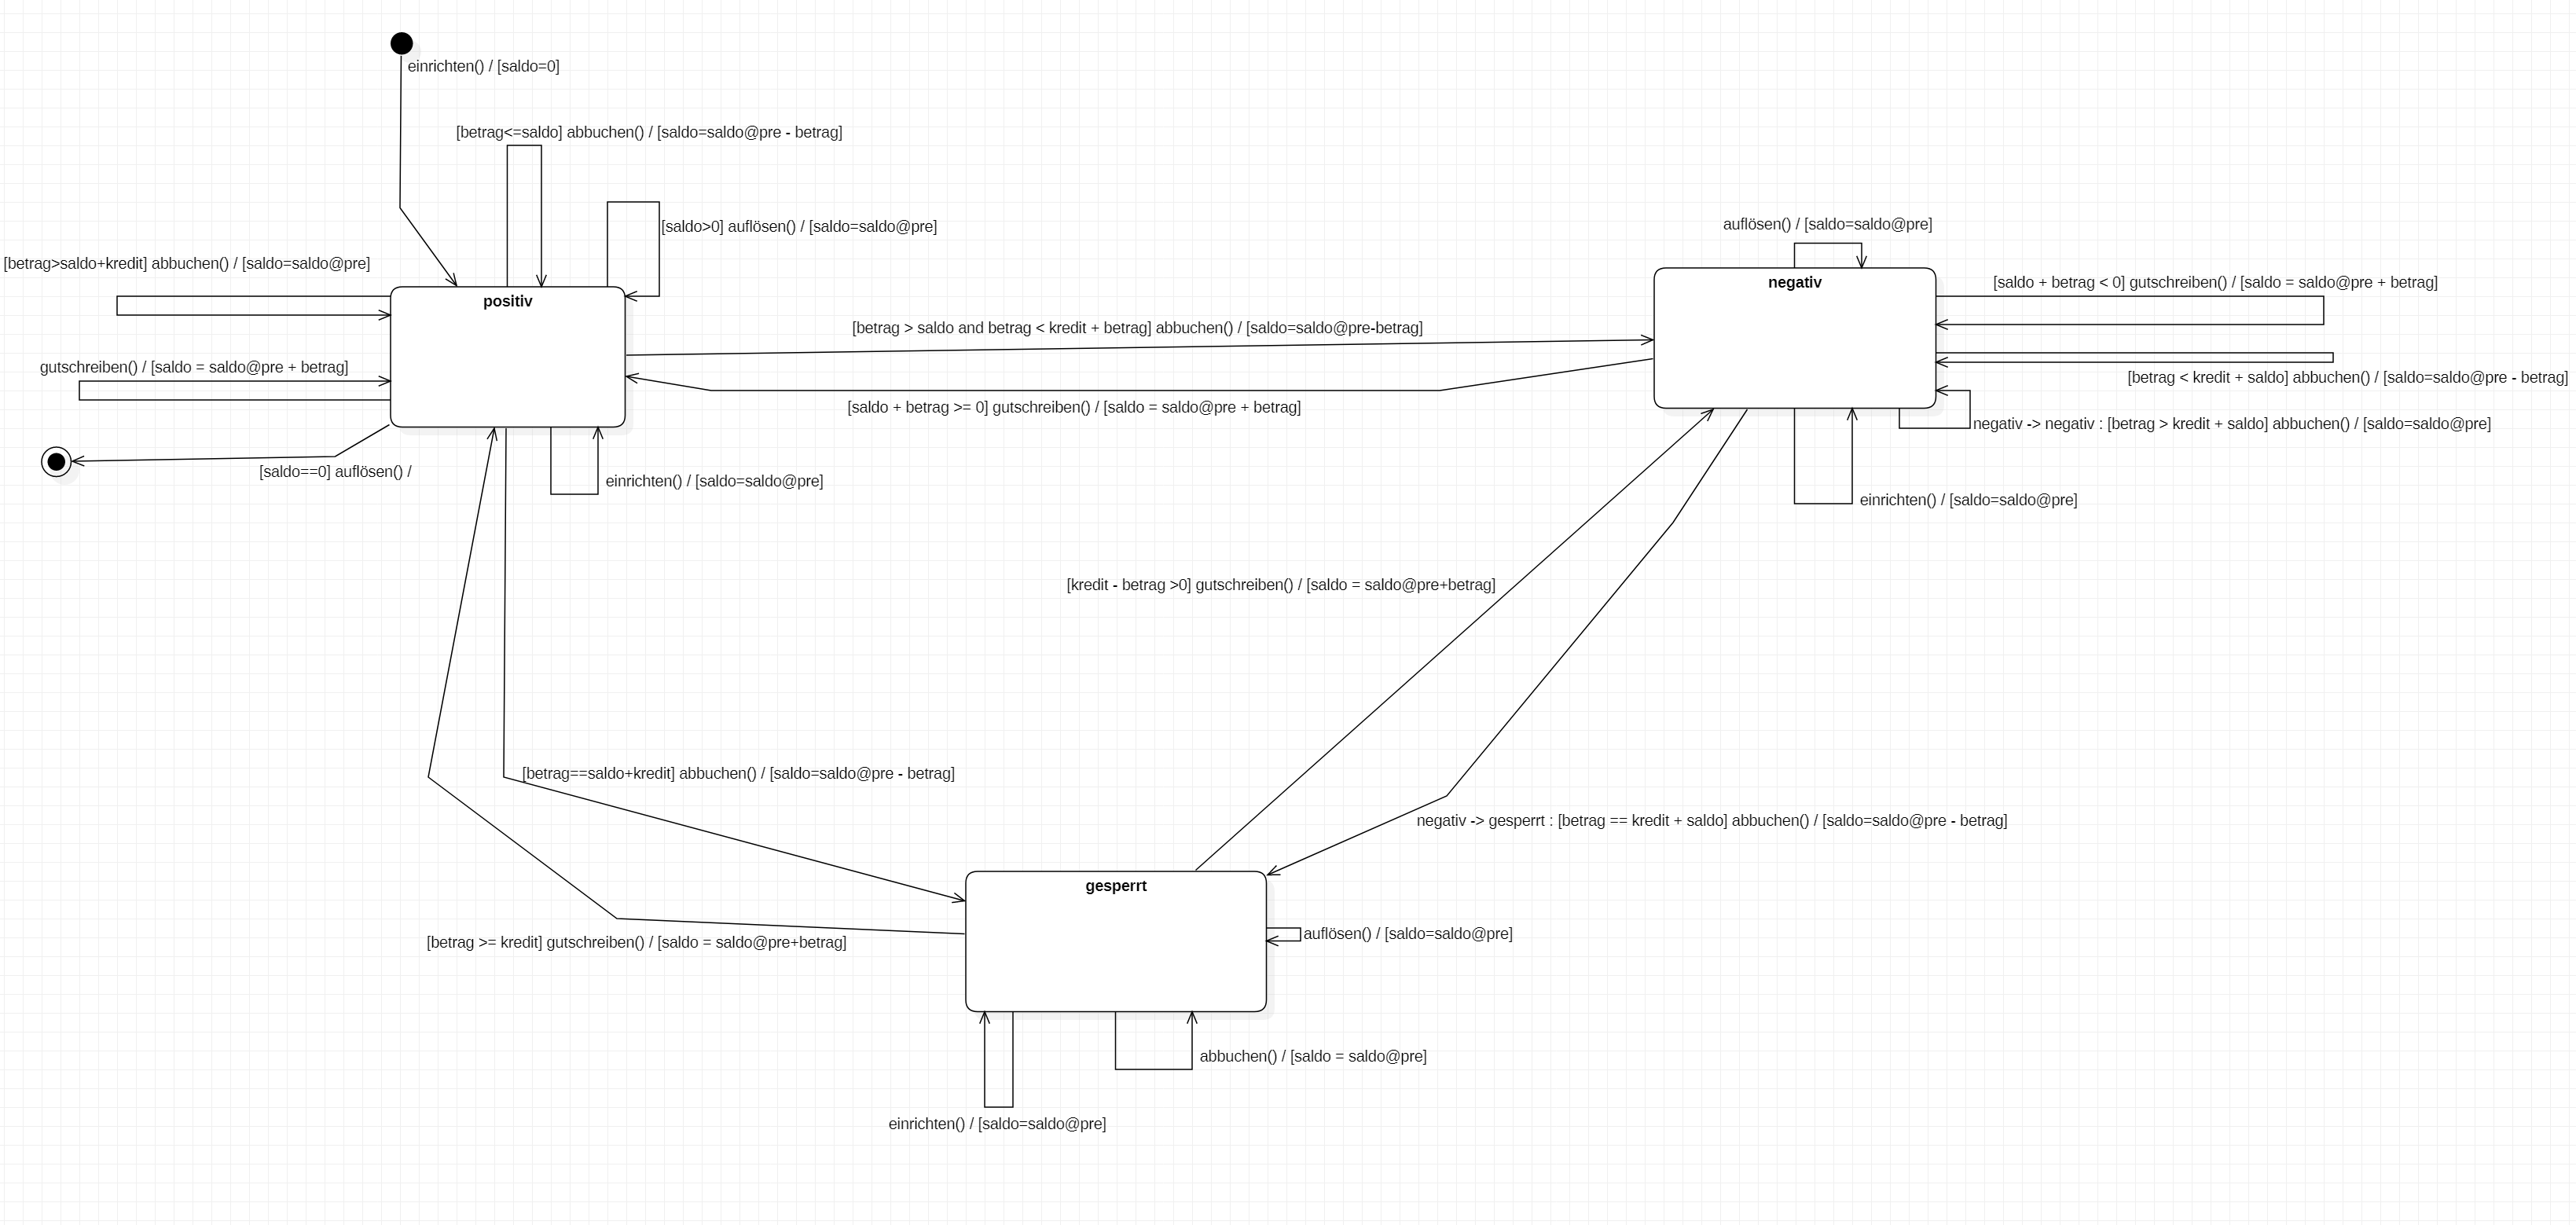 einrichten() / [saldo=0]
[betrag<=saldo] abbuchen() / [saldo=saldo@pre - betrag]
[saldo>0] auflösen() / [saldo=saldo@pre]
auflösen() / [saldo=saldo@pre]
[betrag>saldo+kredit] abbuchen() / [saldo=saldo@pre]
[saldo + betrag < 0] gutschreiben() / [saldo = saldo@pre + betrag]
positiv
negativ
[betrag > saldo and betrag < kredit + betrag] abbuchen() / [saldo=saldo@pre-betrag]
gutschreiben() / [saldo = saldo@pre + betrag]
[betrag < kredit + saldo] abbuchen() / [saldo=saldo@pre - betrag]
[saldo + betrag >= 0] gutschreiben() / [saldo = saldo@pre + betrag]
negativ -> negativ : [betrag > kredit + saldo] abbuchen() / [saldo=saldo@pre]
[saldo==0] auflösen() /
einrichten() / [saldo=saldo@pre]
einrichten() / [saldo=saldo@pre]
[kredit - betrag >0] gutschreiben() / [saldo = saldo@pre+betrag]
[betrag==saldo+kredit] abbuchen() / [saldo=saldo@pre - betrag]
negativ -> gesperrt : [betrag == kredit + saldo] abbuchen() / [saldo=saldo@pre - betrag]
gesperrt
[betrag >= kredit] gutschreiben() / [saldo = saldo@pre+betrag]
auflösen() / [saldo=saldo@pre]
abbuchen() / [saldo = saldo@pre]
einrichten() / [saldo=saldo@pre]